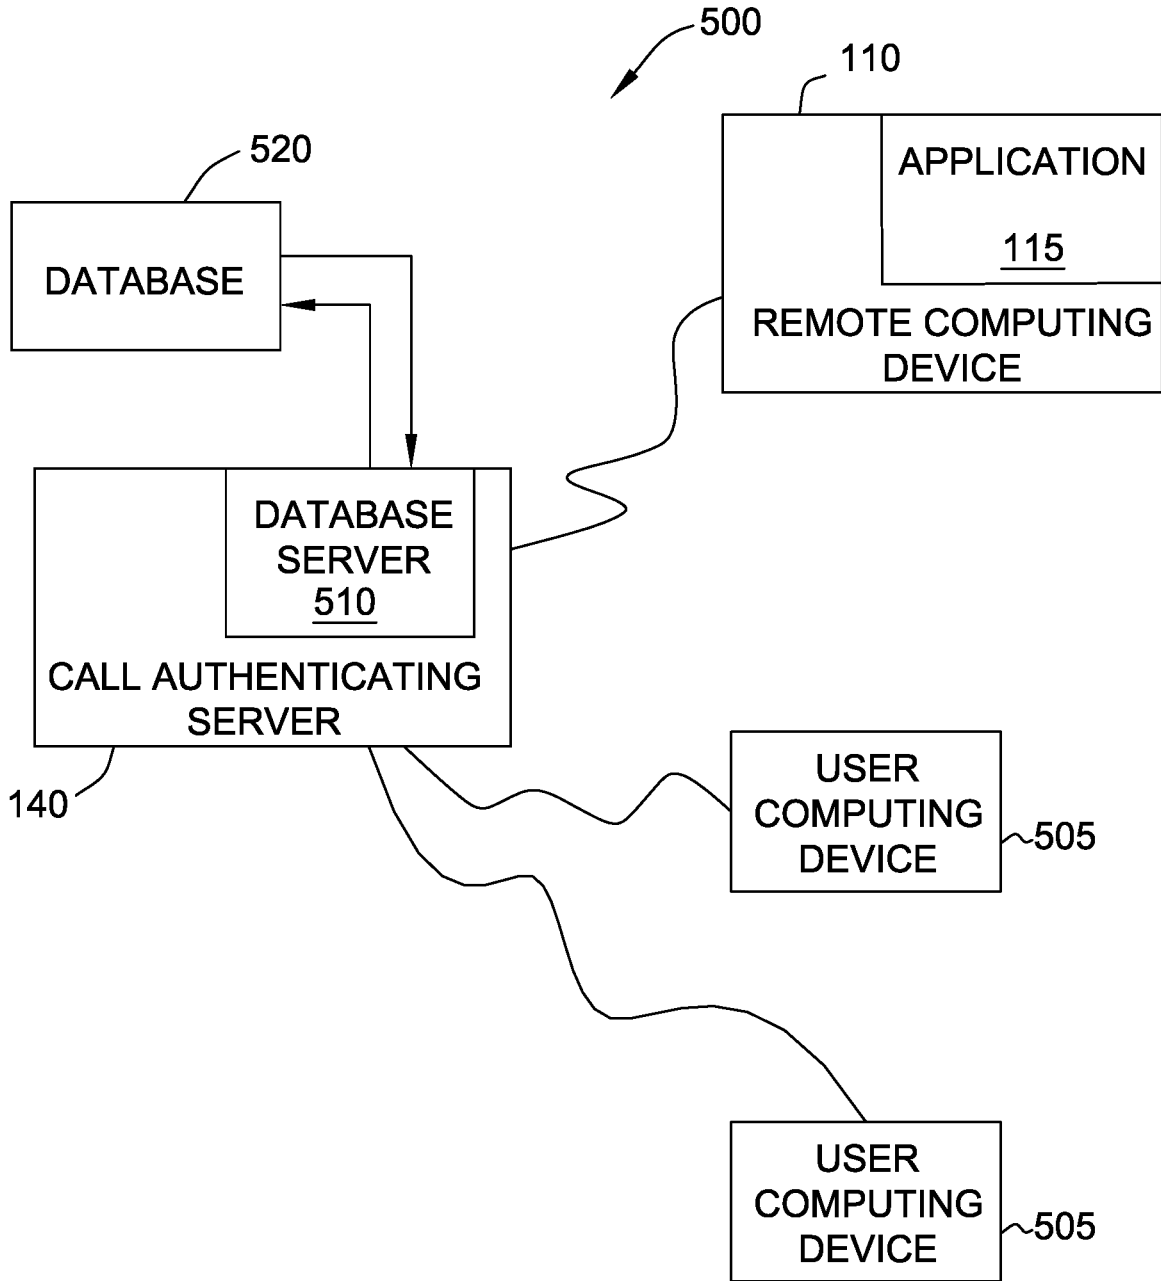 500
110
520
APPLICATION
115
DATABASE
REMOTE COMPUTING
DEVICE
DATABASE
SERVER
510
CALL AUTHENTICATING
SERVER
140
USER
COMPUTING
DEVICE
505
USER
COMPUTING
DEVICE
505